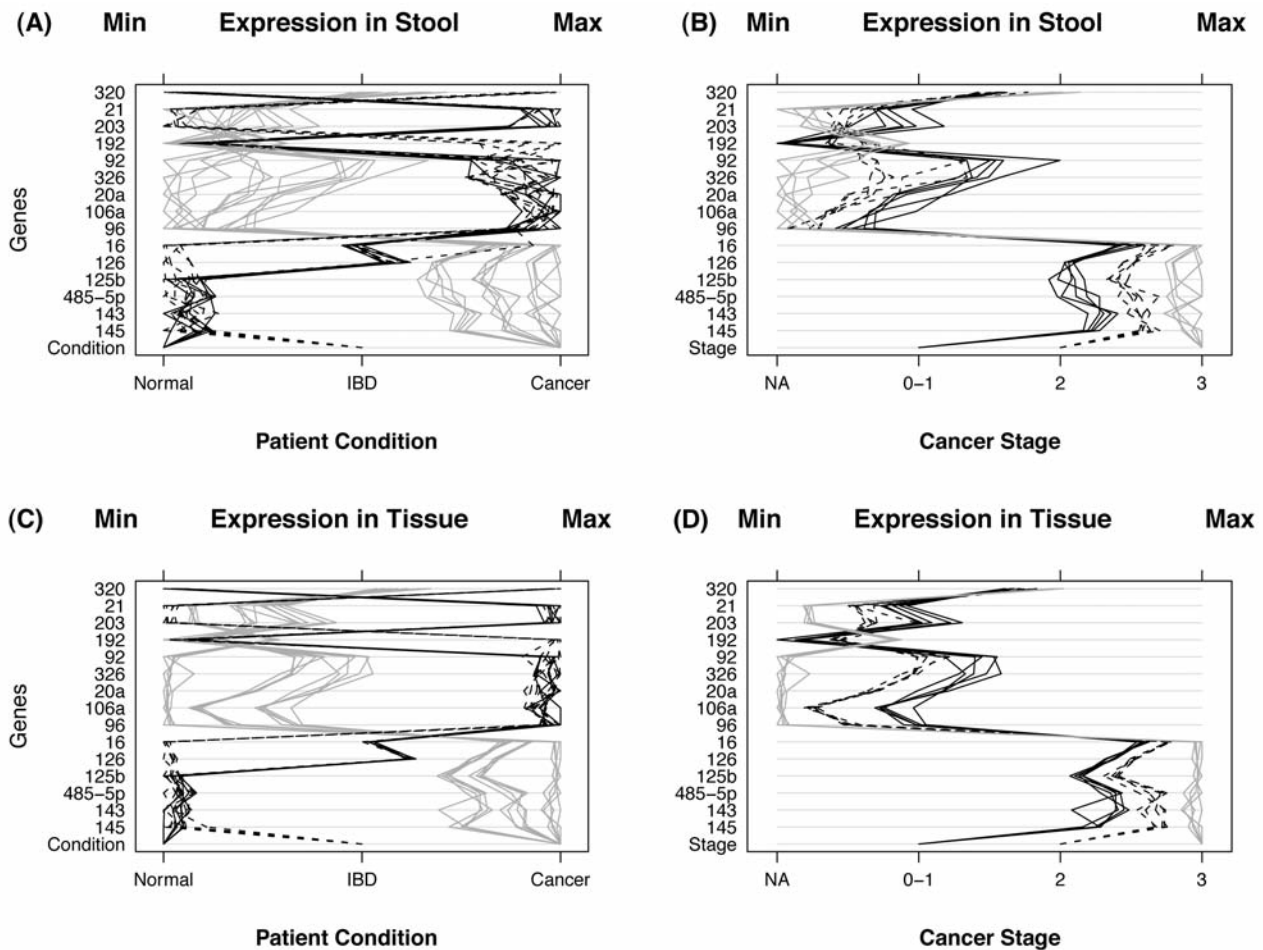 (A) Min Expression in Stool Max
Genes
320
21
203
192
92
326
20a
106a
96
16
126
125b
485-5p
143
145
Condition
Normal IBD Cancer
Patient Condition
(B) Min Expression in Stool Max
320
21
203
192
92
326
20a
106a
96
16
126
125b
485-5p
143
145
Stage
NA 0-1 2 3
Cancer Stage
(C) Min Expression in Tissue Max
Genes
320
21
203
192
92
326
20a
106a
96
16
126
125b
485-5p
143
145
Condition
Normal IBD Cancer
Patient Condition
(D) Min Expression in Tissue Max
320
21
203
192
92
326
20a
106a
96
16
126
125b
485-5p
143
145
Stage
NA 0-1 2 3
Cancer Stage